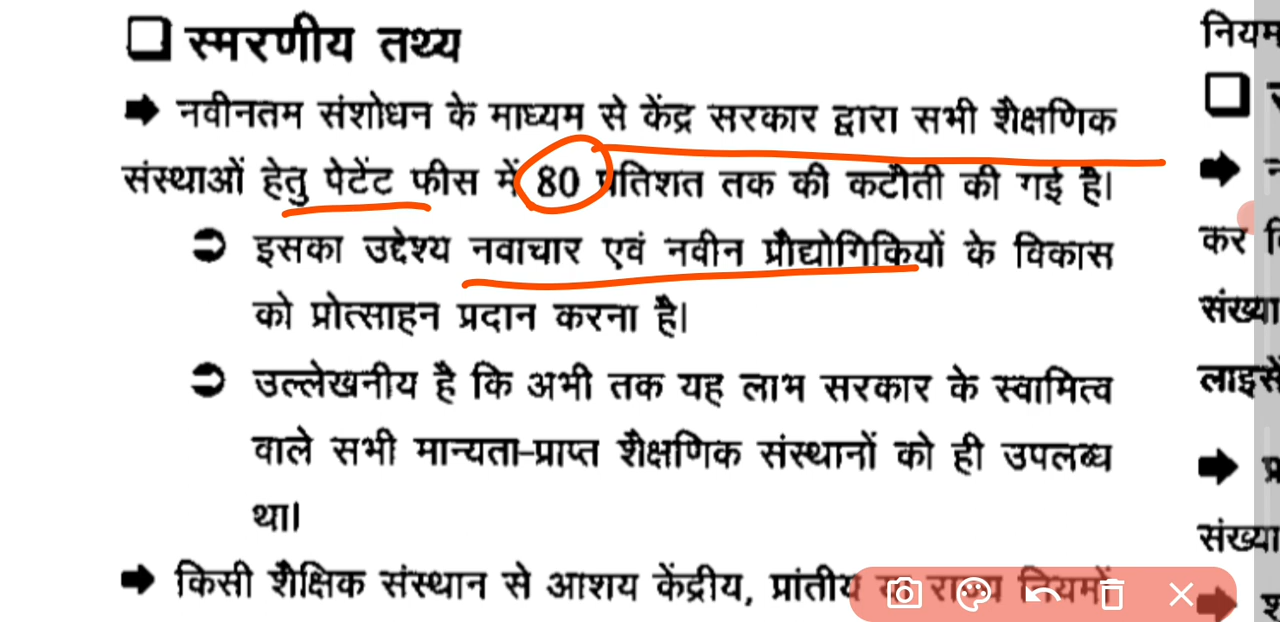 स्मरणीय तथ्य
नवीनतम संशोधन के माध्यम से केंद्र सरकार द्वारा सभी शैक्षणिक
संस्थाओं हेतु पेटेंट फीस में 80 प्रतिशत तक की कटौती की गई है।
इसका उद्देश्य नवाचार एवं नवीन प्रौद्योगिकियों के विकास
को प्रोत्साहन प्रदान करना है।
उल्लेखनीय है कि अभी तक यह लाभ सरकार के स्वामित्व
वाले सभी मान्यता-प्राप्त शैक्षणिक संस्थानों को ही उपलब्ध
था।
किसी शैक्षिक संस्थान से आशय केंद्रीय, प्रांतीय या राज्य नियमों
नियम
कर
संख्या
लाइसें
संख्या